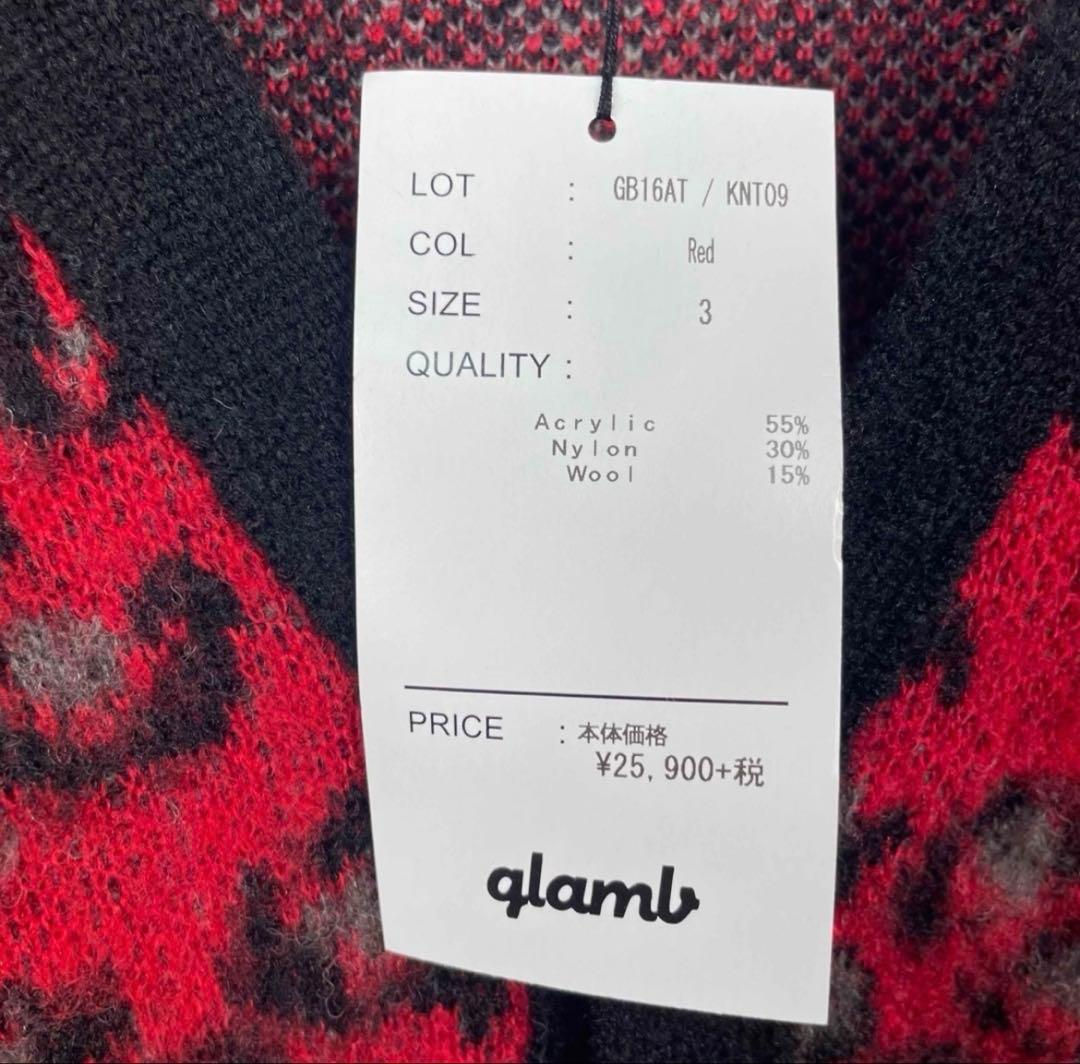 LOT : GB16AT / KNT09
COL : Red
SIZE : 3
QUALITY :
Acrylic 55%
Nylon 30%
Wool 15%
PRICE : 本体価格
¥25,900+税
glamb